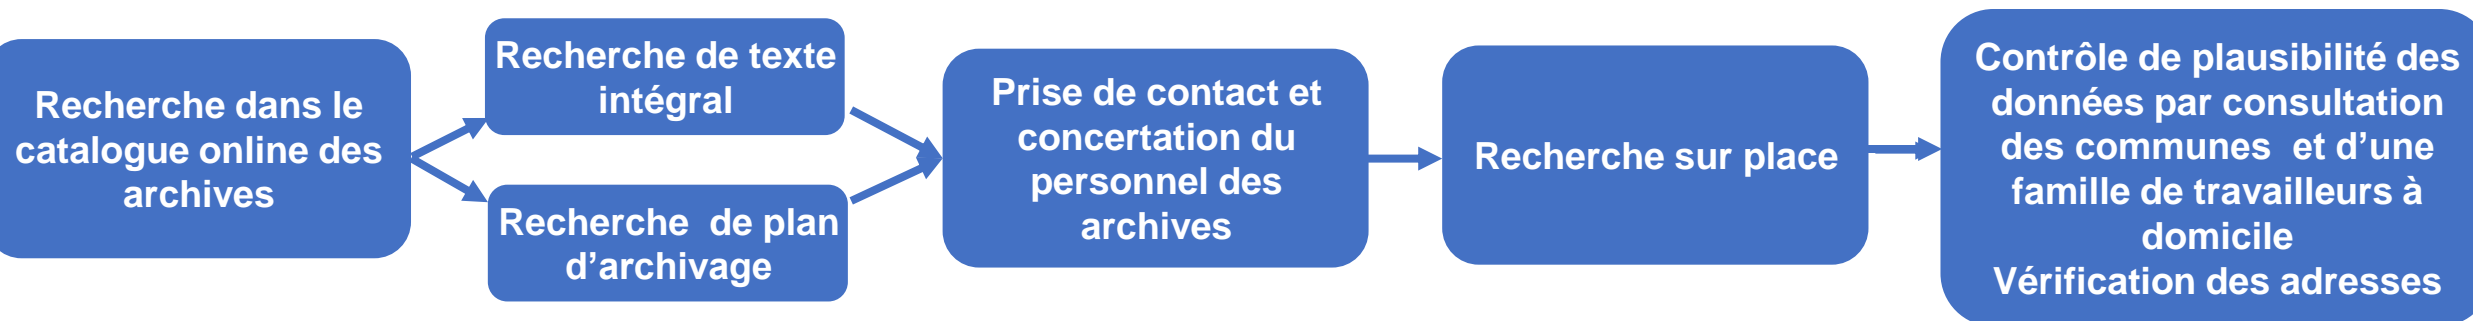 Recherche dans le
catalogue online des
archives
Recherche de texte
intégral
Recherche  de plan
d’archivage
Prise de contact et
concertation du
personnel des
archives
Recherche sur place
Contrôle de plausibilité des
données par consultation
des communes  et d’une
famille de travailleurs à
domicile
Vérification des adresses